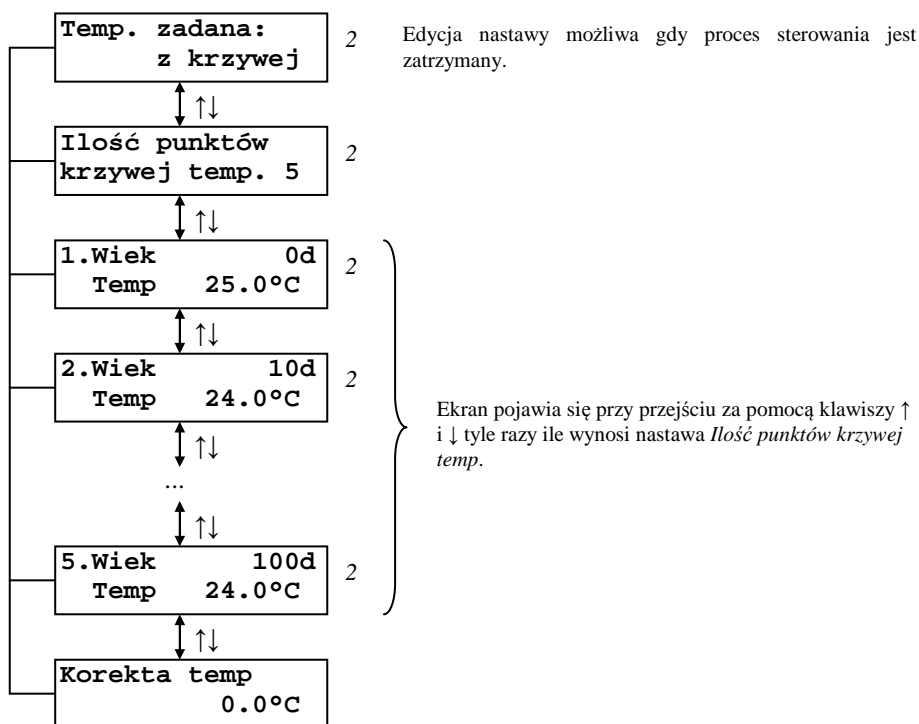 Temp. zadana:
z krzywej
2
Edycja nastawy możliwa gdy proces sterowania jest
zatrzymany.
↑↓
Ilość punktów
krzywej temp. 5
2
↑↓
1.Wiek 0d
Temp 25.0°C
2
↑↓
2.Wiek 10d
Temp 24.0°C
2
Ekran pojawia się przy przejściu za pomocą klawiszy ↑
i ↓ tyle razy ile wynosi nastawa Ilość punktów krzywej
temp.
↑↓
...
↑↓
5.Wiek 100d
Temp 24.0°C
2
↑↓
Korekta temp
0.0°C